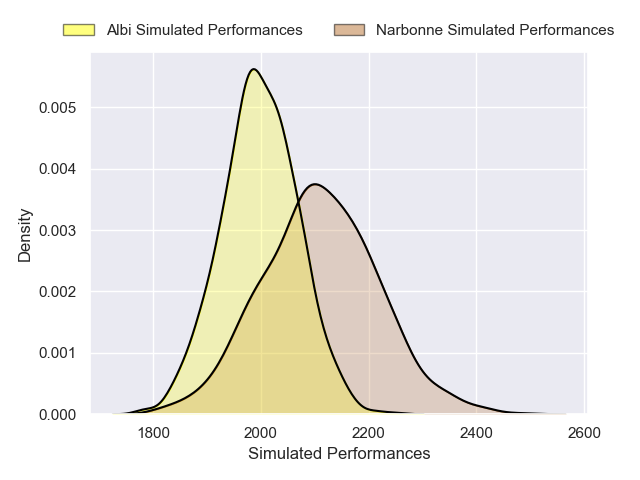 Albi Simulated Performances
Narbonne Simulated Performances
0.005
0.004
0.003
0.002
0.001
0.000
Density
1800
2000
2200
2400
2600
Simulated Performances